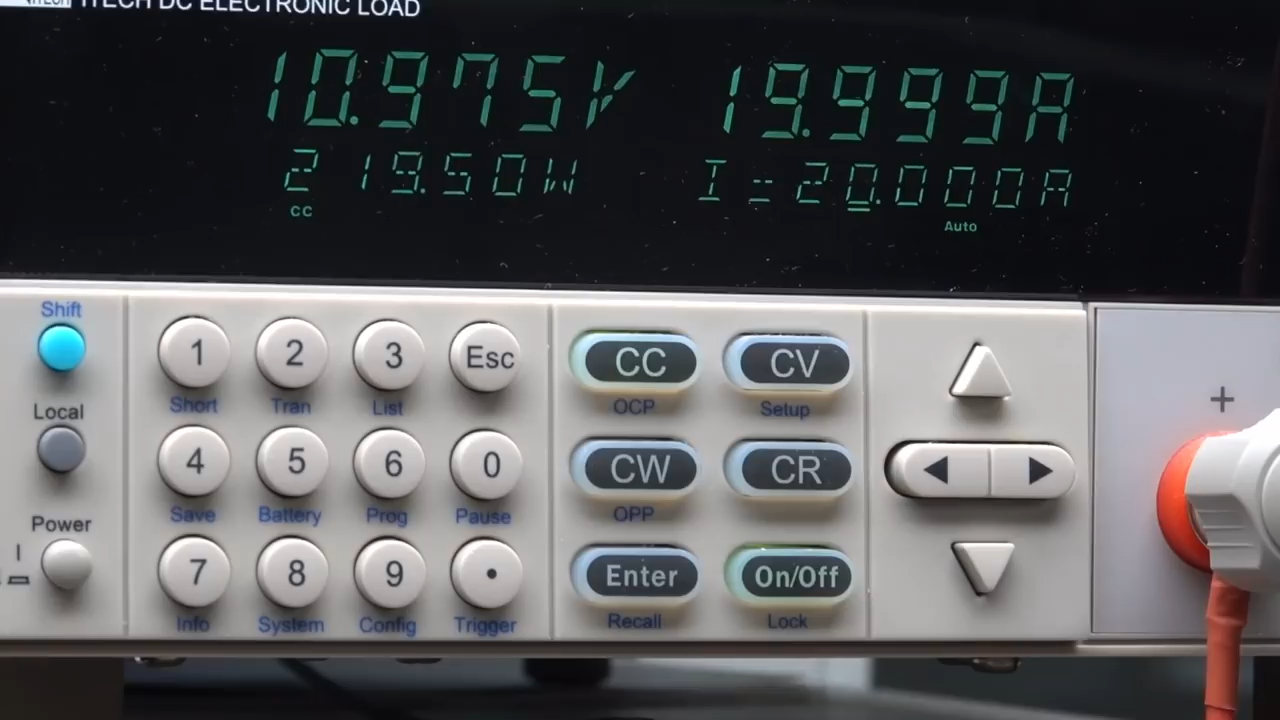 ITECH DC ELECTRONIC LOAD
10.975V 19.999A
219.50W I=20.000A
CC Auto
Shift
1 2 3 Esc CC CV
Short Tran List OCP Setup
Local +
4 5 6 0 CW CR
Save Battery Prog Pause OPP
Power
7 8 9 . Enter On/Off
Info System Config Trigger Recall Lock